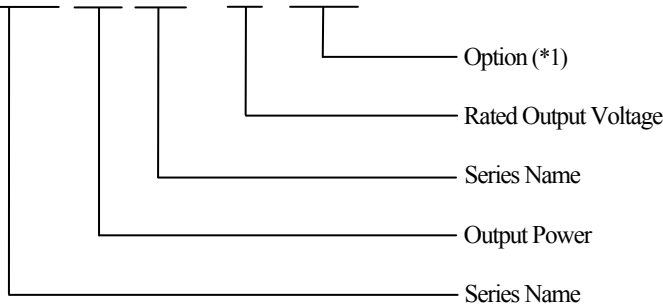 Option (*1)
Rated Output Voltage
Series Name
Output Power
Series Name